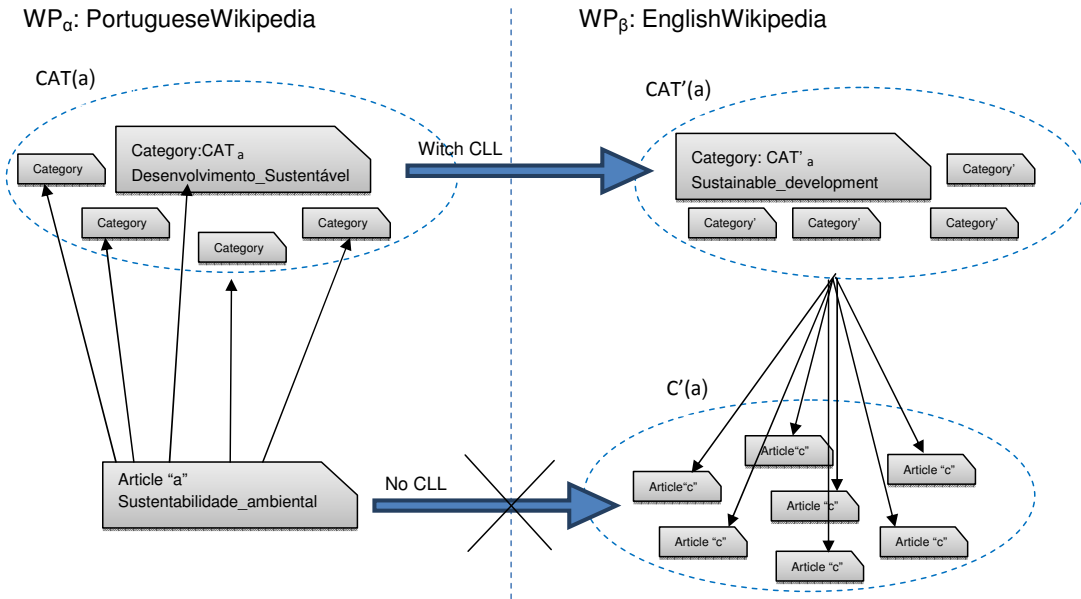 WPα: PortugueseWikipedia
WPβ: EnglishWikipedia
CAT(a)
CAT’(a)
Category
Category:CAT a
Desenvolvimento_Sustentável
Category
Category
Category
Witch CLL
Category: CAT’ a
Sustainable_development
Category’
Category’
Category’
Category’
C’(a)
Article “a”
Sustentabilidade_ambiental
No CLL
Article“c”
Article “c”
Article“c”
Article “c”
Article “c”
Article “c”
Article “c”